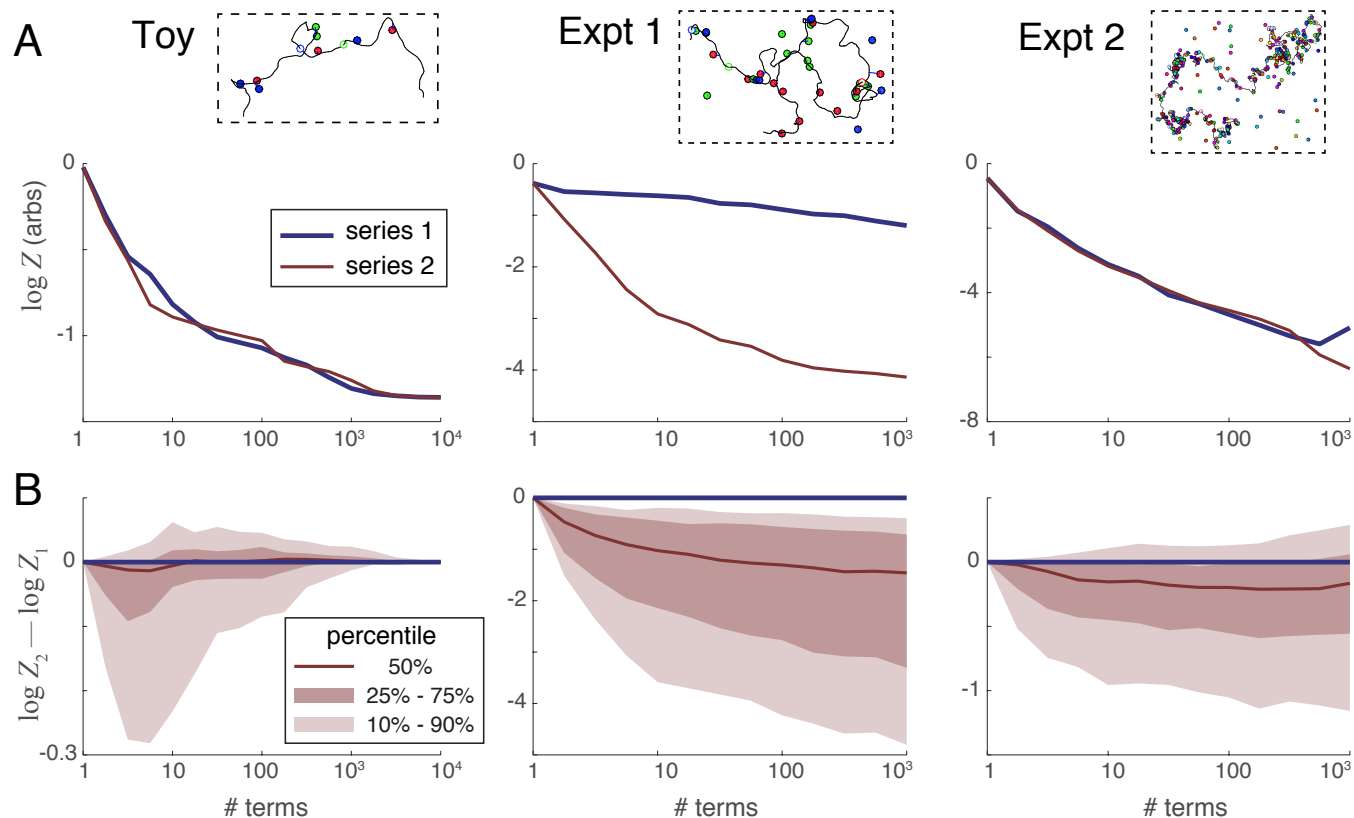 A
Toy
Expt 1
Expt 2
log Z (arbs)
0
-1
1
10
100
10³
10⁴
series 1
series 2
0
-2
-4
1
10
100
10³
0
-4
-8
1
10
100
10³
B
log Z₂ — log Z₁
0
-0.3
1
10
100
10³
10⁴
# terms
percentile
50%
25% - 75%
10% - 90%
0
-2
-4
1
10
100
10³
# terms
0
-1
1
10
100
10³
# terms